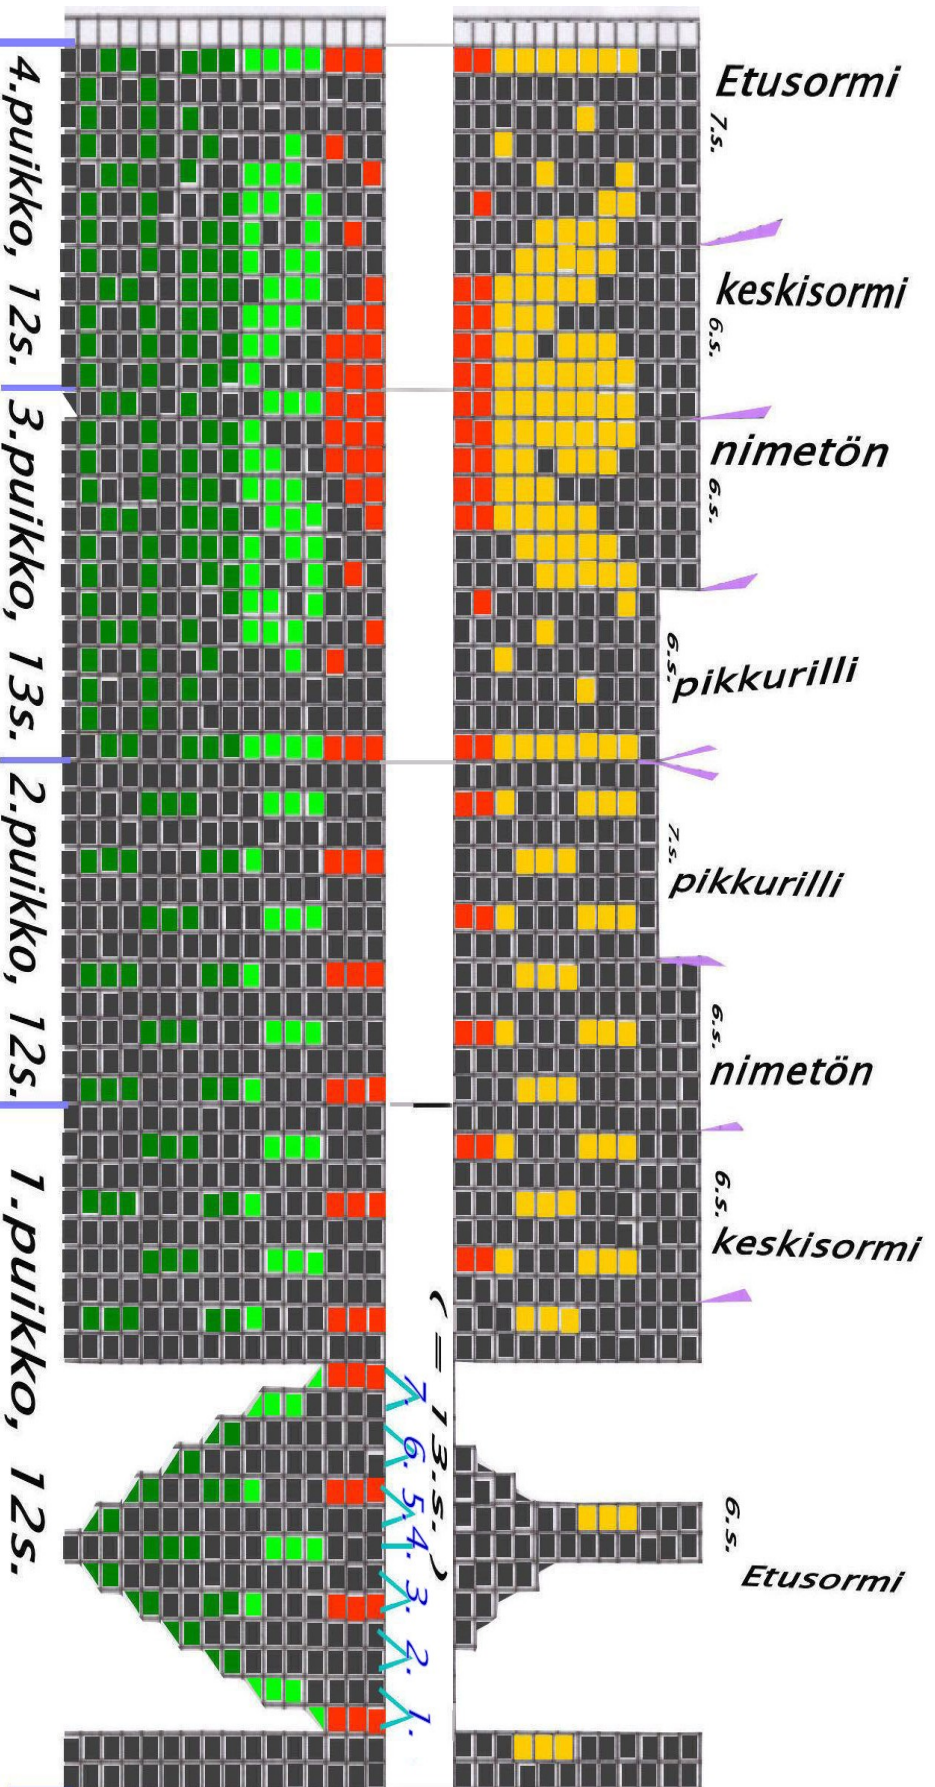 Etusormi
7.s.
keskisormi
6.s.
nimetön
6.s.
6.s.
pikkurilli
7.s.
pikkurilli
6.s.
nimetön
6.s.
keskisormi
6.s.
Etusormi
4.puikko, 12s.
3.puikko, 13s.
2.puikko, 12s.
1.puikko, 12s.
( = 13.s.)
7.
6.
5.
4.
3.
2.
1.